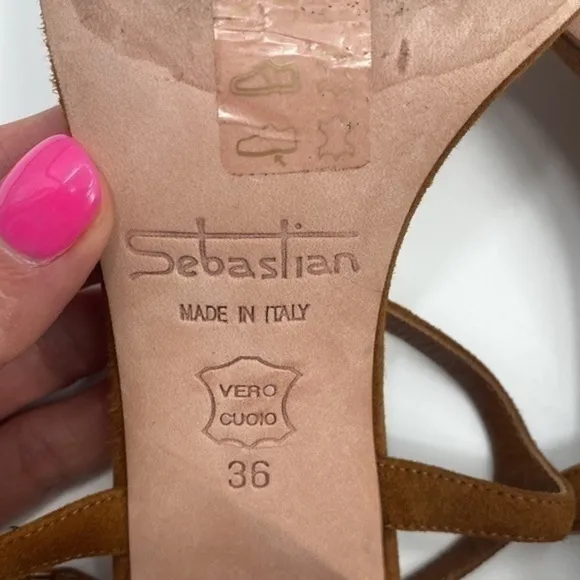 Sebastian
MADE IN ITALY
VERO
CUOIO
36